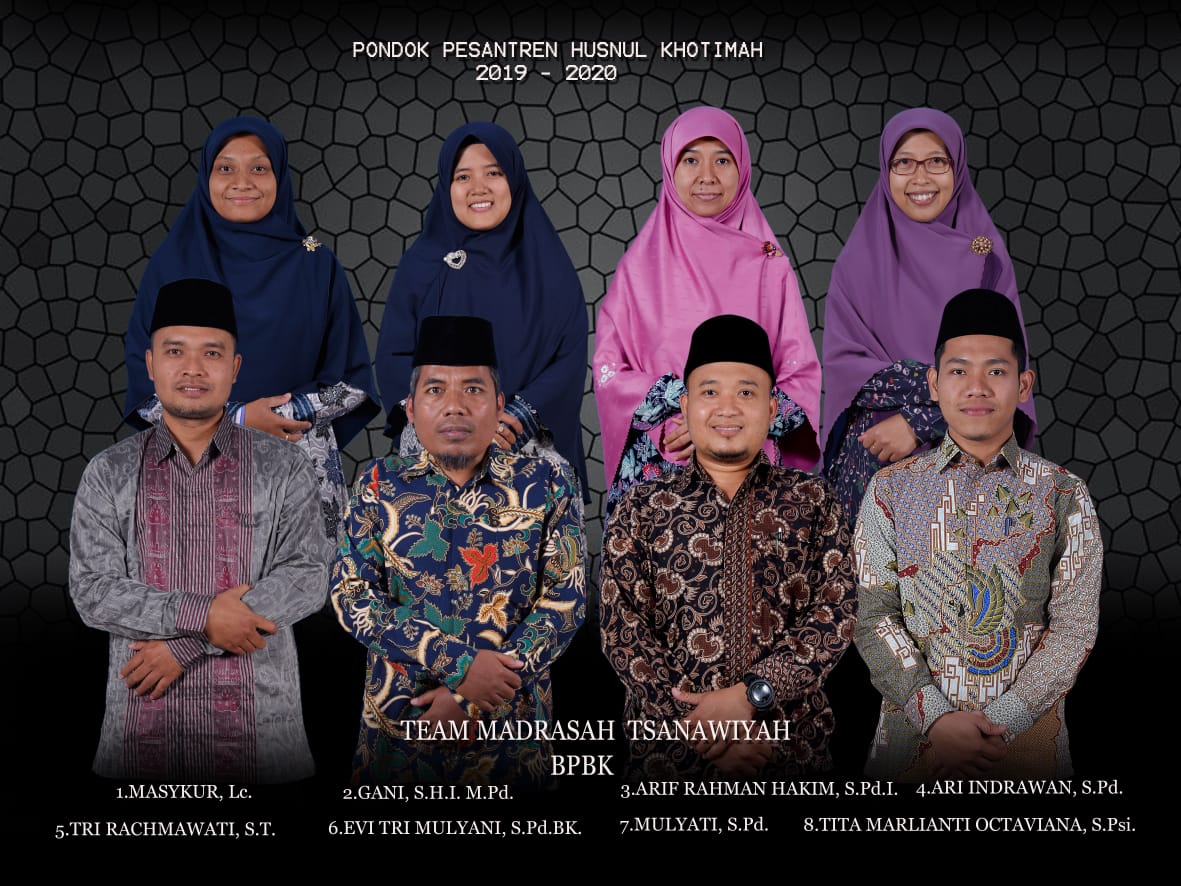 PONDOK PESANTREN HUSNUL KHOTIMAH
2019 - 2020
TEAM MADRASAH TSANAWIYAH
BPBK
1.MASYKUR, Lc. 2.GANI, S.H.I. M.Pd. 3.ARIF RAHMAN HAKIM, S.Pd.I. 4.ARI INDRAWAN, S.Pd.
5.TRI RACHMAWATI, S.T. 6.EVI TRI MULYANI, S.Pd.BK. 7.MULYATI, S.Pd. 8.TITA MARLIANTI OCTAVIANA, S.Psi.